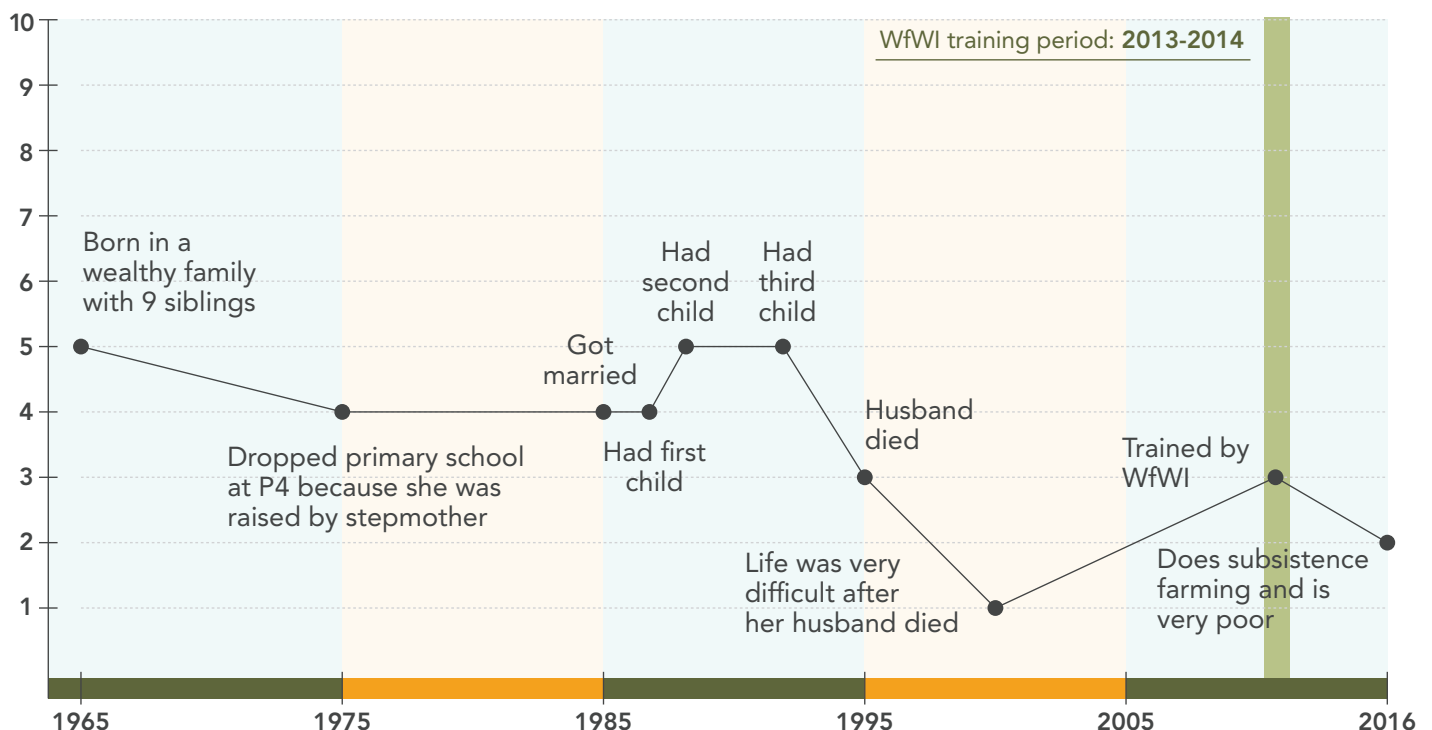 10
WfWI training period: 2013-2014
9
8
7
Born in a
wealthy family
with 9 siblings
Had
second
child
Had
third
child
6
5
Got
married
4
Husband
died
Dropped primary school
at P4 because she was
raised by stepmother
Had first
child
Trained by
WfWI
3
2
Life was very
difficult after
her husband died
Does subsistence
farming and is
very poor
1
1965
1975
1985
1995
2005
2016